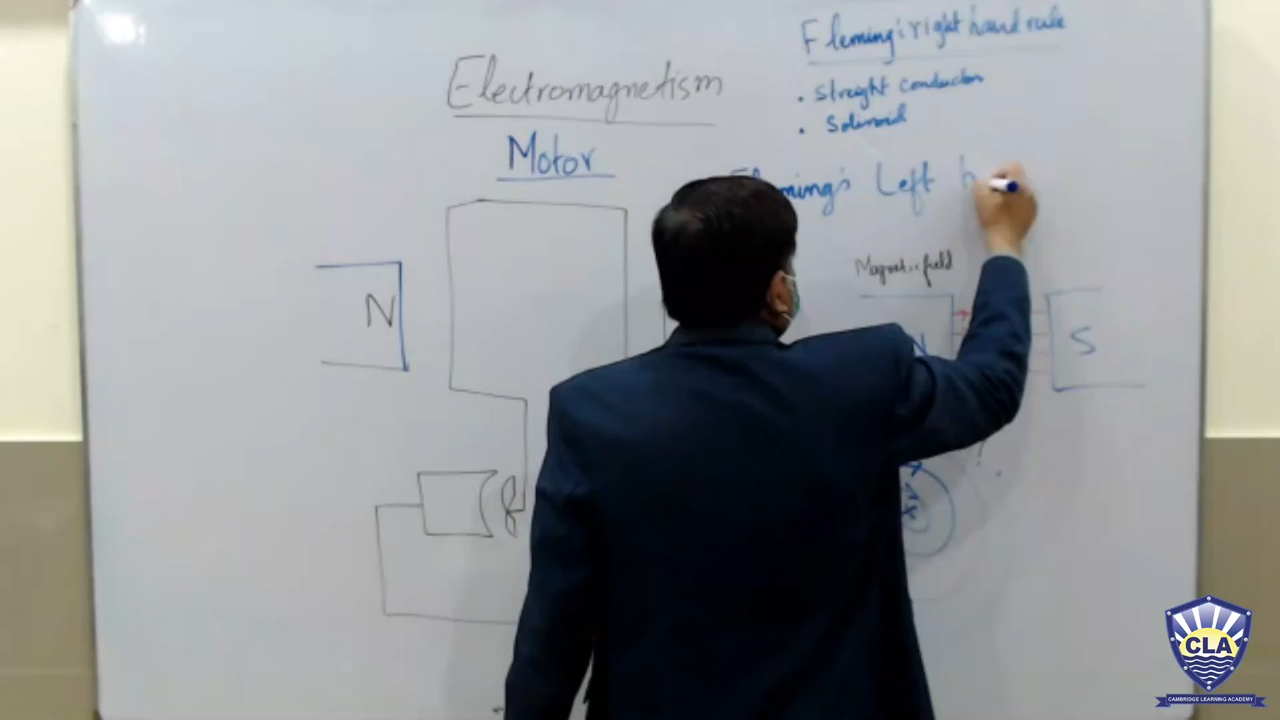 Fleming's right hand rule
Electromagnetism
• Straight conductor
• Solenoid
Motor
Fleming's Left h
Magnetic field
N
N
S
?
CLA
CAMBRIDGE LEARNING ACADEMY